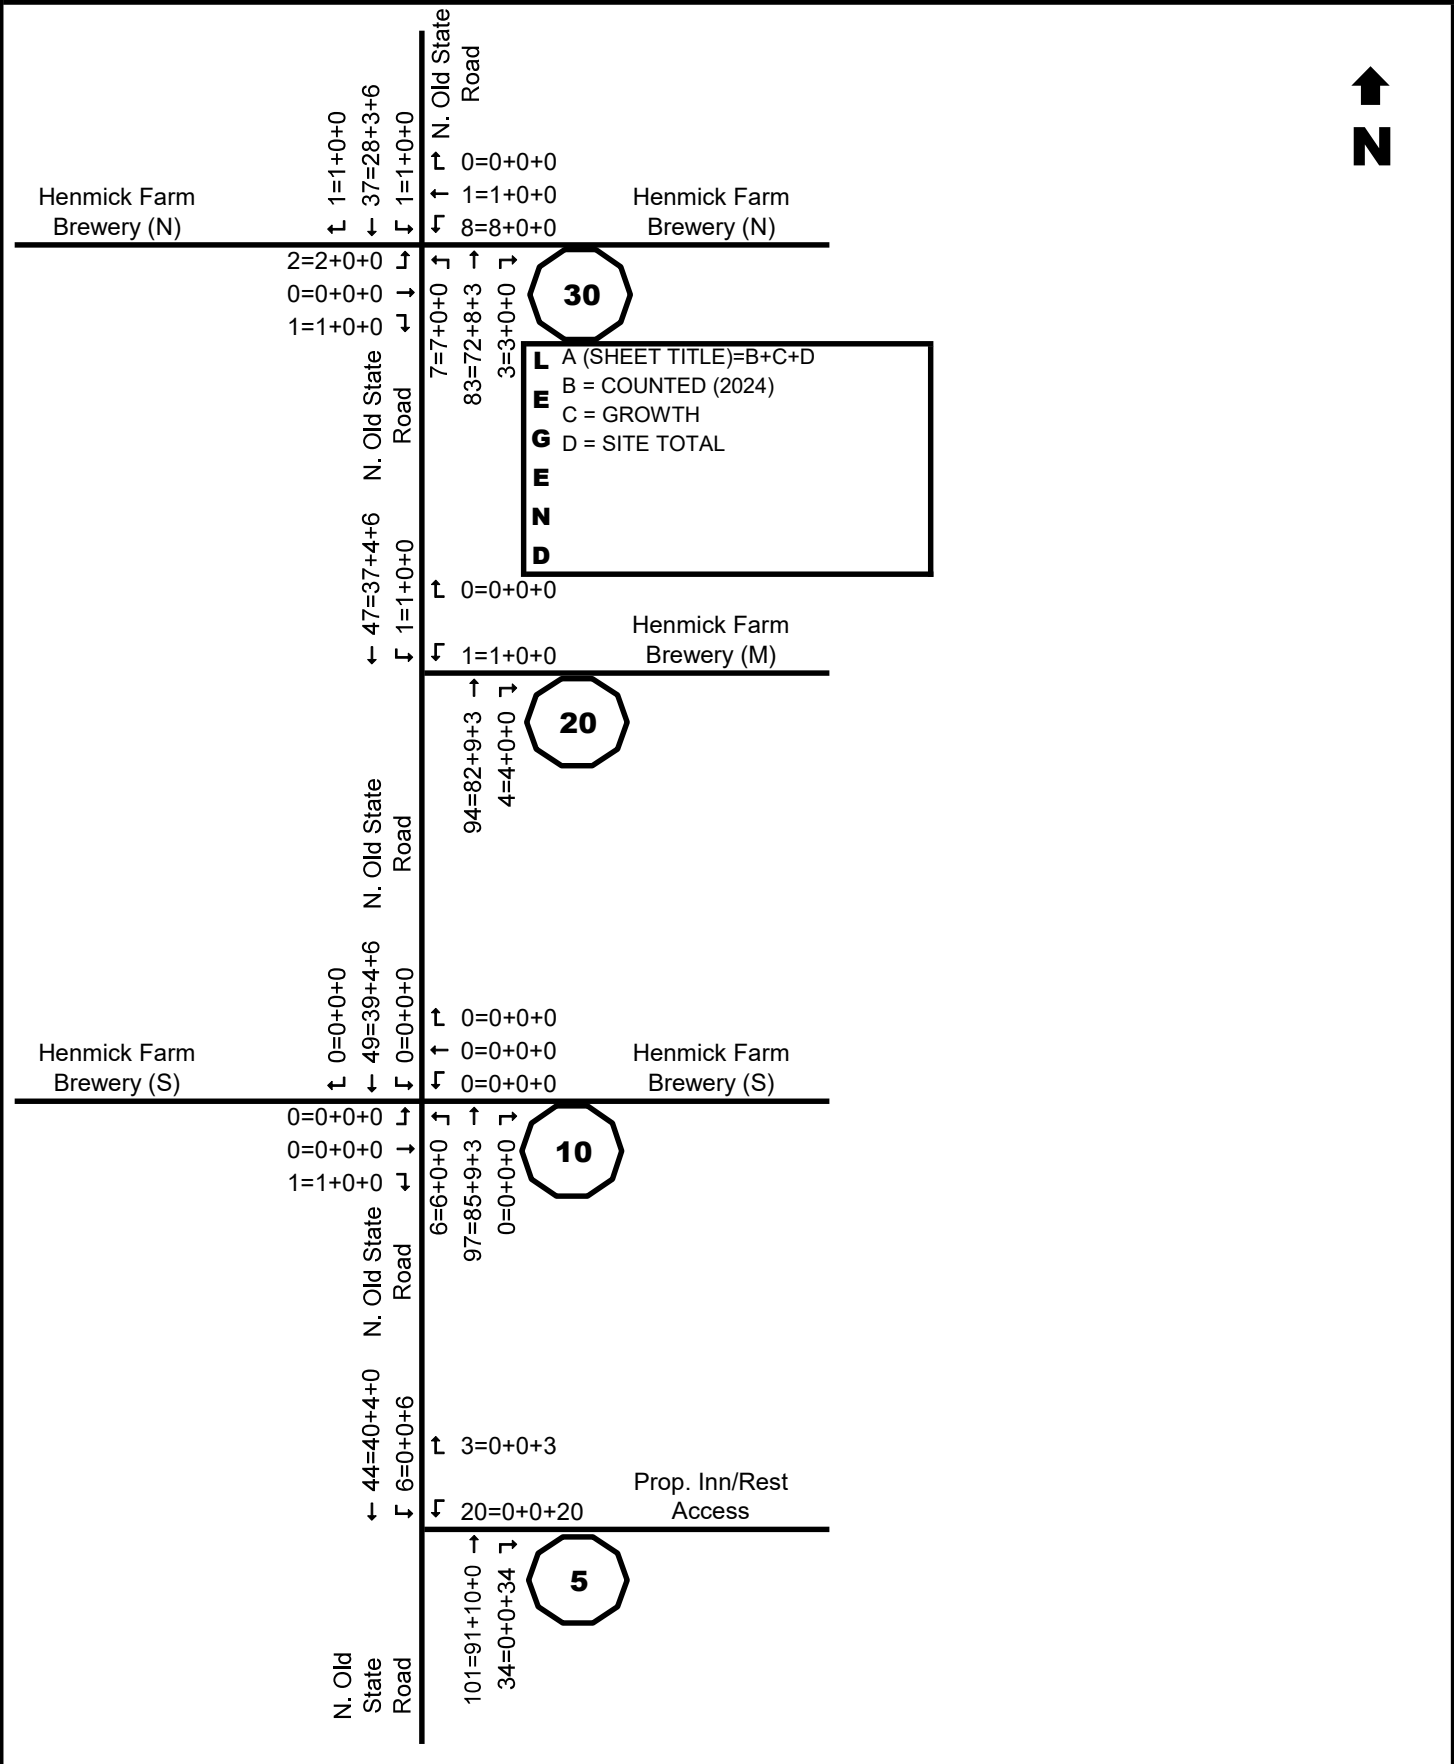 N. Old State
Road
N
1=1+0+0
37=28+3+6
1=1+0+0
0=0+0+0
1=1+0+0
8=8+0+0
Henmick Farm
Brewery (N)
Henmick Farm
Brewery (N)
2=2+0+0
0=0+0+0
1=1+0+0
7=7+0+0
83=72+8+3
3=3+0+0
30
LEGEND
A (SHEET TITLE)=B+C+D
B = COUNTED (2024)
C = GROWTH
D = SITE TOTAL
N. Old State
Road
47=37+4+6
1=1+0+0
0=0+0+0
1=1+0+0
Henmick Farm
Brewery (M)
94=82+9+3
4=4+0+0
20
N. Old State
Road
0=0+0+0
49=39+4+6
0=0+0+0
0=0+0+0
0=0+0+0
0=0+0+0
Henmick Farm
Brewery (S)
Henmick Farm
Brewery (S)
0=0+0+0
0=0+0+0
1=1+0+0
6=6+0+0
97=85+9+3
0=0+0+0
10
N. Old State
Road
44=40+4+0
6=0+0+6
3=0+0+3
20=0+0+20
Prop. Inn/Rest
Access
101=91+10+0
34=0+0+34
5
N. Old
State
Road